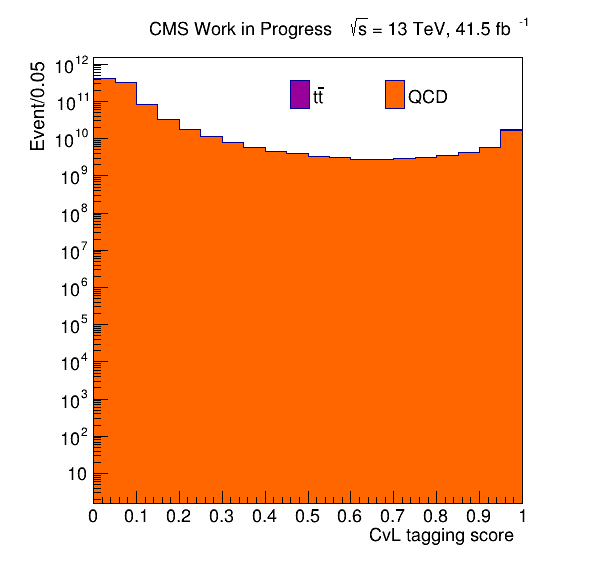 CMS Work in Progress √s = 13 TeV, 41.5 fb⁻¹
Event/0.05
10¹²
10¹¹
10¹⁰
10⁹
10⁸
10⁷
10⁶
10⁵
10⁴
10³
10²
10
tt̄ QCD
0 0.1 0.2 0.3 0.4 0.5 0.6 0.7 0.8 0.9 1
CvL tagging score